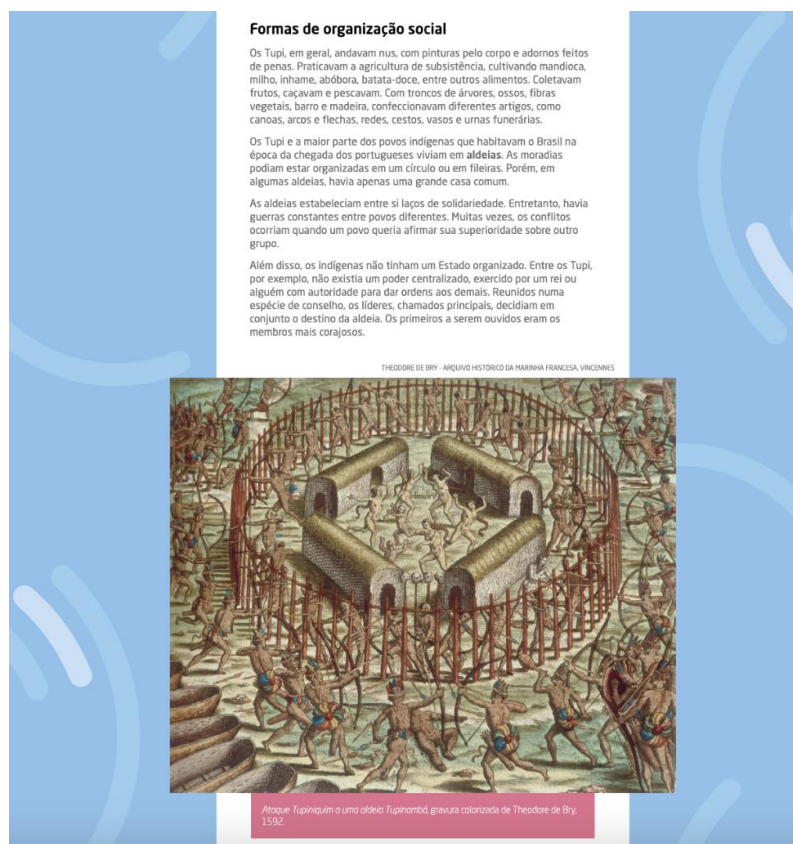 Formas de organização social
Os Tupi, em geral, andavam nus, com pinturas pelo corpo e adornos feitos
de penas. Praticavam a agricultura de subsistência, cultivando mandioca,
milho, inhame, abóbora, batata-doce, entre outros alimentos. Coletavam
frutos, caçavam e pescavam. Com troncos de árvores, ossos, fibras
vegetais, barro e madeira, confeccionavam diferentes artigos, como
canoas, arcos e flechas, redes, cestos, vasos e urnas funerárias.
Os Tupi e a maior parte dos povos indígenas que habitavam o Brasil na
época da chegada dos portugueses viviam em aldeias. As moradias
podiam estar organizadas em um círculo ou em fileiras. Porém, em
algumas aldeias, havia apenas uma grande casa comum.
As aldeias estabeleciam entre si laços de solidariedade. Entretanto, havia
guerras constantes entre povos diferentes. Muitas vezes, os conflitos
ocorriam quando um povo queria afirmar sua superioridade sobre outro
grupo.
Além disso, os indígenas não tinham um Estado organizado. Entre os Tupi,
por exemplo, não existia um poder centralizado, exercido por um rei ou
alguém com autoridade para dar ordens aos demais. Reunidos numa
espécie de conselho, os líderes, chamados principais, decidiam em
conjunto o destino da aldeia. Os primeiros a serem ouvidos eram os
membros mais corajosos.
THEODORE DE BRY - ARQUIVO HISTÓRICO DA MARINHA FRANCESA, VINCENNES
Ataque Tupiniquim a uma aldeia Tupinambá, gravura colorizada de Theodore de Bry,
1592.